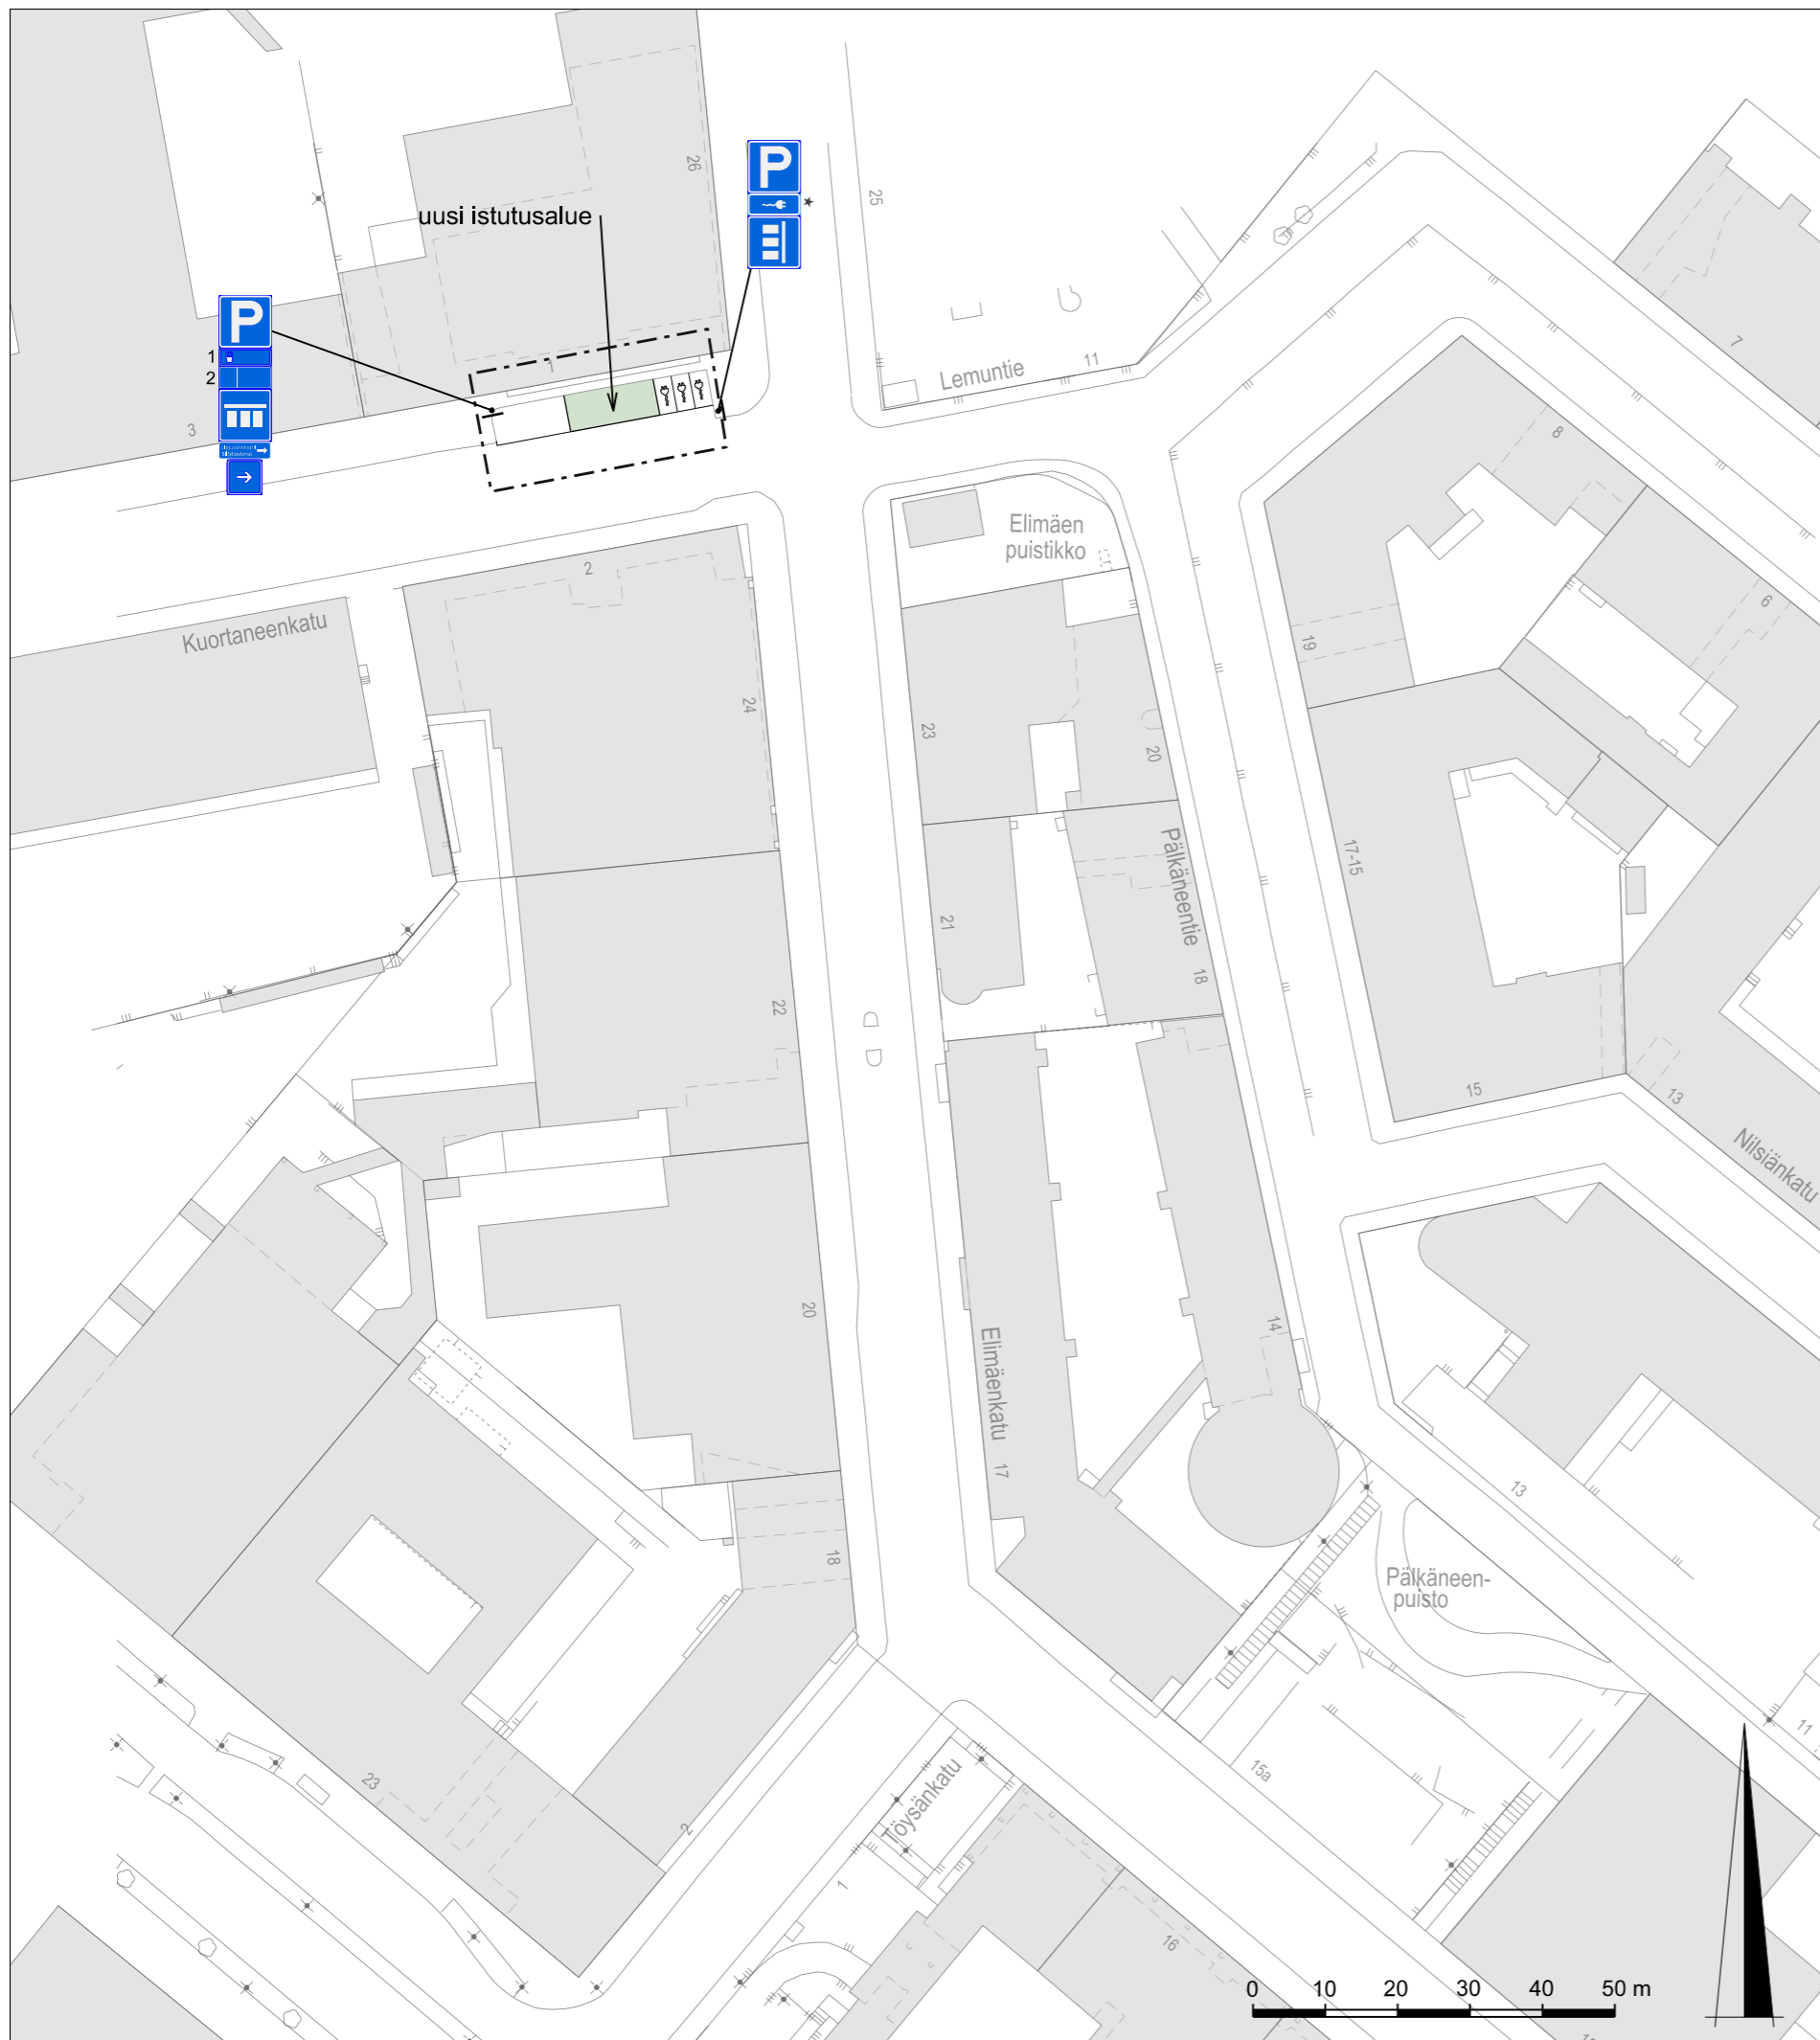 26
25
P
uusi istutusalue
P
1
2
1
3
Lemuntie
11
7
8
Elimäen
puistikko
2
Kuortaneenkatu
6
19
24
23
20
17-15
Pälkäneentie
21
18
22
15
13
Nilsiänkatu
20
14
Elimäenkatu
17
13
18
Pälkäneen-
puisto
11
15a
23
Töysänkatu
2
1
16
0 10 20 30 40 50 m